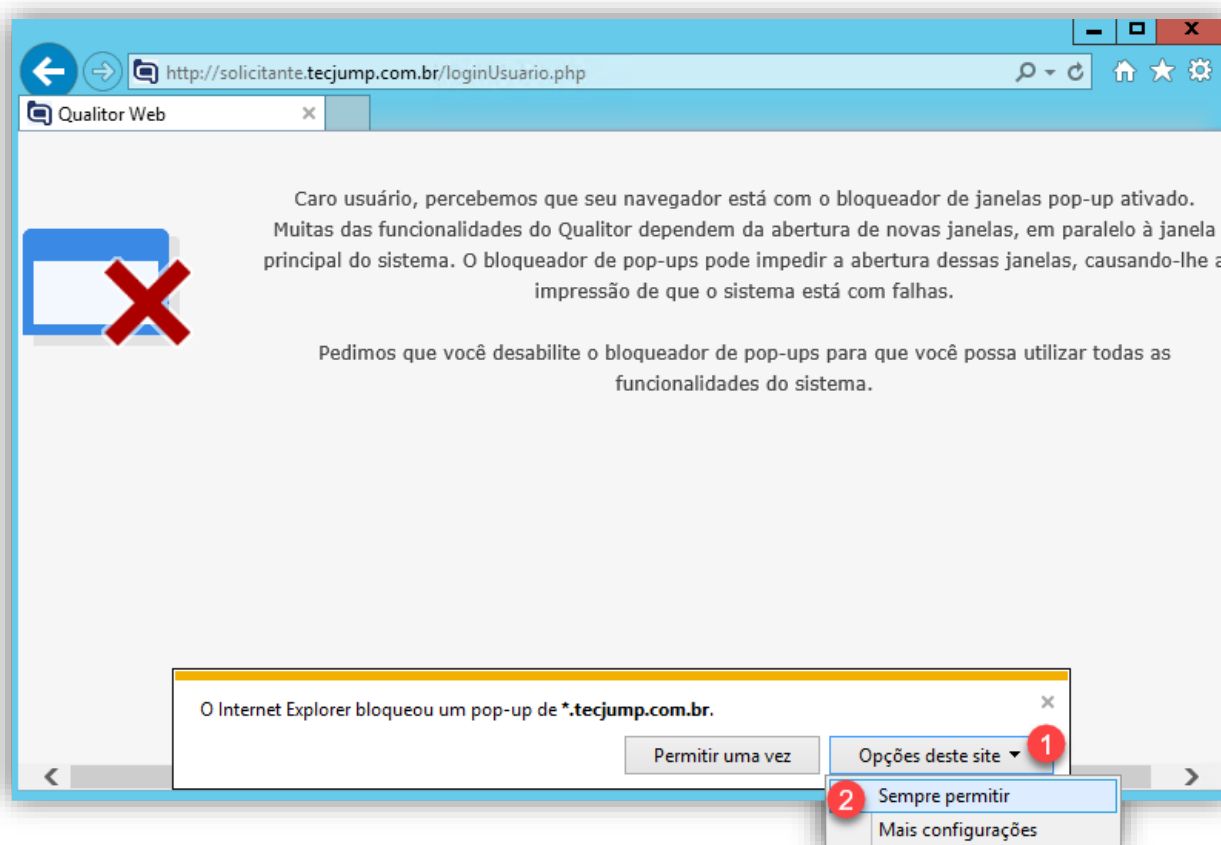 http://solicitante.tecjump.com.br/loginUsuario.php
Qualitor Web
Caro usuário, percebemos que seu navegador está com o bloqueador de janelas pop-up ativado.
Muitas das funcionalidades do Qualitor dependem da abertura de novas janelas, em paralelo à janela
principal do sistema. O bloqueador de pop-ups pode impedir a abertura dessas janelas, causando-lhe a
impressão de que o sistema está com falhas.
Pedimos que você desabilite o bloqueador de pop-ups para que você possa utilizar todas as
funcionalidades do sistema.
O Internet Explorer bloqueou um pop-up de *.tecjump.com.br.
Permitir uma vez Opções deste site 1
2 Sempre permitir
Mais configurações